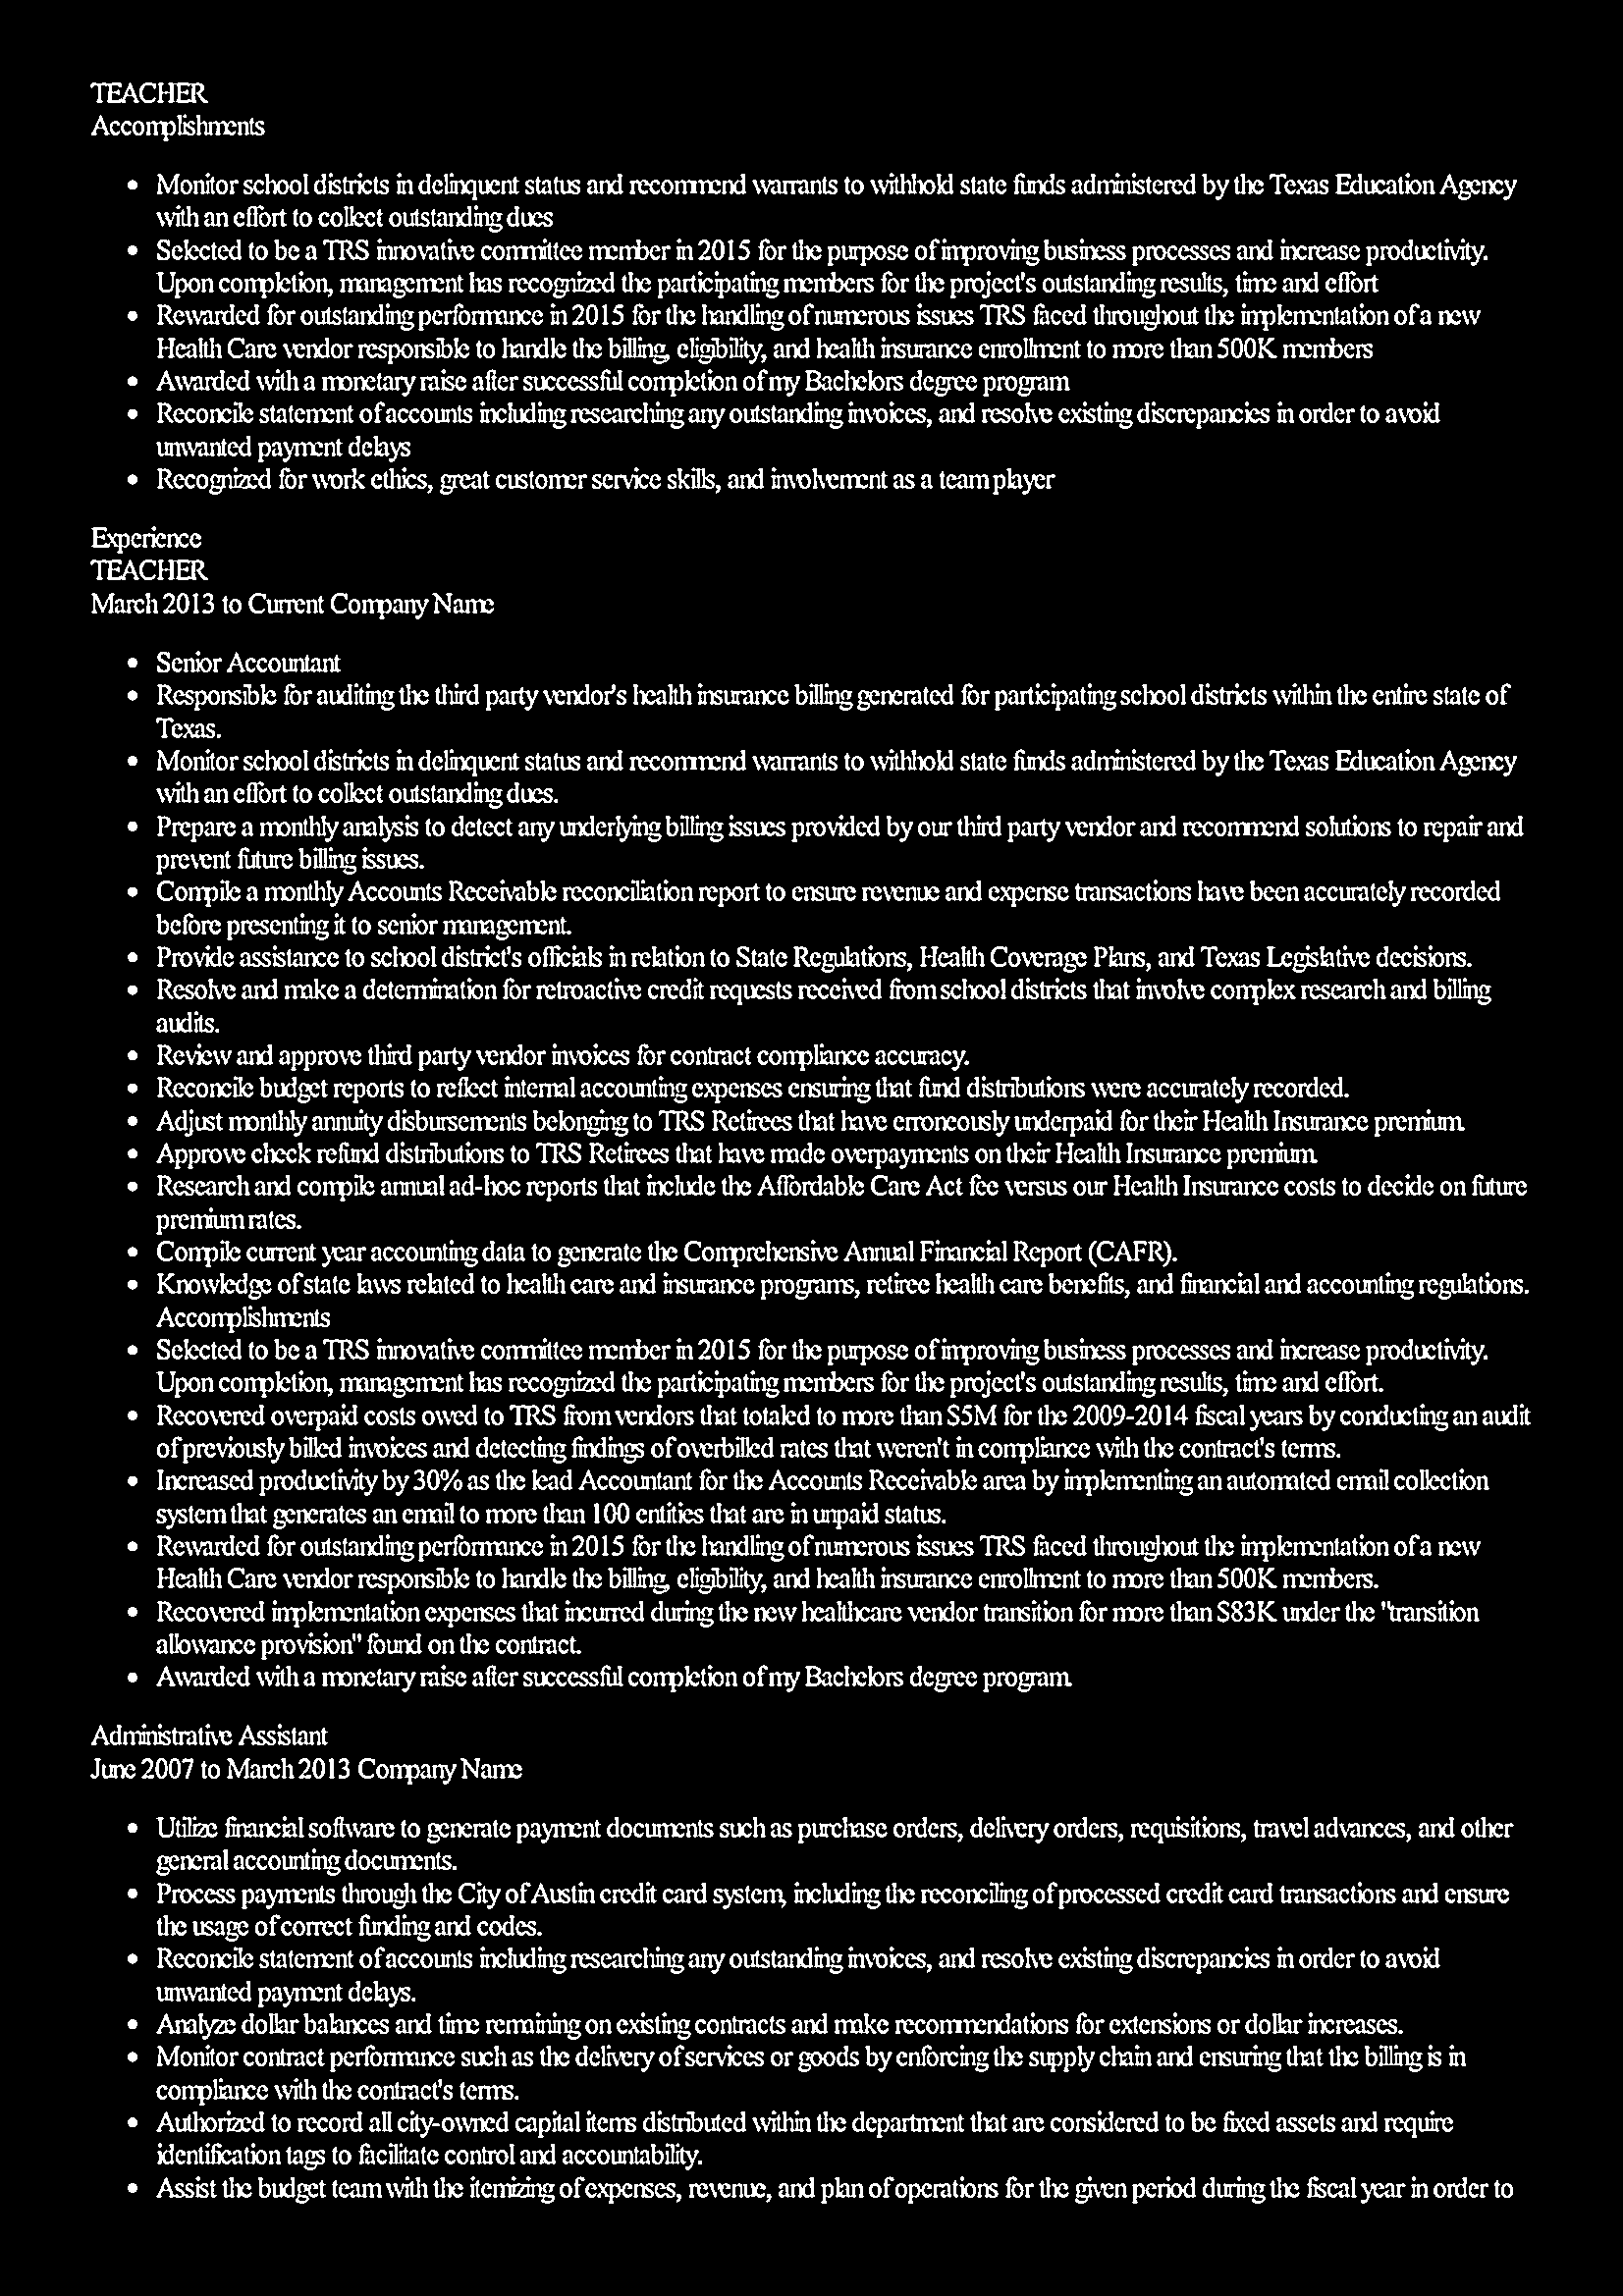 TEACHER
Accomplishments
Monitor school districts in delinquent status and recommend warrants to withhold state funds administered by the Texas Education Agency
with an effort to collect outstanding dues
Selected to be a TRS innovative committee member in 2015 for the purpose of improving business processes and increase productivity.
Upon completion, management has recognized the participating members for the project's outstanding results, time and effort
Rewarded for outstanding performance in 2015 for the handling of numerous issues TRS faced throughout the implementation of a new
Health Care vendor responsible to handle the billing, eligibility, and health insurance enrollment to more than 500K members
Awarded with a monetary raise after successful completion of my Bachelors degree program
Reconcile statement of accounts including researching any outstanding invoices, and resolve existing discrepancies in order to avoid
unwanted payment delays
Recognized for work ethics, great customer service skills, and involvement as a team player
Experience
TEACHER
March 2013 to Current Company Name
Senior Accountant
Responsible for auditing the third party vendor's health insurance billing generated for participating school districts within the entire state of
Texas.
Monitor school districts in delinquent status and recommend warrants to withhold state funds administered by the Texas Education Agency
with an effort to collect outstanding dues.
Prepare a monthly analysis to detect any underlying billing issues provided by our third party vendor and recommend solutions to repair and
prevent future billing issues.
Compile a monthly Accounts Receivable reconciliation report to ensure revenue and expense transactions have been accurately recorded
before presenting it to senior management.
Provide assistance to school district's officials in relation to State Regulations, Health Coverage Plans, and Texas Legislative decisions.
Resolve and make a determination for retroactive credit requests received from school districts that involve complex research and billing
audits.
Review and approve third party vendor invoices for contract compliance accuracy.
Reconcile budget reports to reflect internal accounting expenses ensuring that fund distributions were accurately recorded.
Adjust monthly annuity disbursements belonging to TRS Retirees that have erroneously underpaid for their Health Insurance premium.
Approve check refund distributions to TRS Retirees that have made overpayments on their Health Insurance premium.
Research and compile annual ad-hoc reports that include the Affordable Care Act fee versus our Health Insurance costs to decide on future
premium rates.
Compile current year accounting data to generate the Comprehensive Annual Financial Report (CAFR).
Knowledge of state laws related to health care and insurance programs, retiree health care benefits, and financial and accounting regulations.
Accomplishments
Selected to be a TRS innovative committee member in 2015 for the purpose of improving business processes and increase productivity.
Upon completion, management has recognized the participating members for the project's outstanding results, time and effort.
Recovered overpaid costs owed to TRS from vendors that totaled to more than $5M for the 2009-2014 fiscal years by conducting an audit
of previously billed invoices and detecting findings of overbilled rates that weren't in compliance with the contract's terms.
Increased productivity by 30% as the lead Accountant for the Accounts Receivable area by implementing an automated email collection
system that generates an email to more than 100 entities that are in unpaid status.
Rewarded for outstanding performance in 2015 for the handling of numerous issues TRS faced throughout the implementation of a new
Health Care vendor responsible to handle the billing, eligibility, and health insurance enrollment to more than 500K members.
Recovered implementation expenses that incurred during the new healthcare vendor transition for more than $83K under the "transition
allowance provision" found on the contract.
Awarded with a monetary raise after successful completion of my Bachelors degree program.
Administrative Assistant
June 2007 to March 2013 Company Name
Utilize financial software to generate payment documents such as purchase orders, delivery orders, requisitions, travel advances, and other
general accounting documents.
Process payments through the City of Austin credit card system, including the reconciling of processed credit card transactions and ensure
the usage of correct funding and codes.
Reconcile statement of accounts including researching any outstanding invoices, and resolve existing discrepancies in order to avoid
unwanted payment delays.
Analyze dollar balances and time remaining on existing contracts and make recommendations for extensions or dollar increases.
Monitor contract performance such as the delivery of services or goods by enforcing the supply chain and ensuring that the billing is in
compliance with the contract's terms.
Authorized to record all city-owned capital items distributed within the department that are considered to be fixed assets and require
identification tags to facilitate control and accountability.
Assist the budget team with the itemizing of expenses, revenue, and plan of operations for the given period during the fiscal year in order to